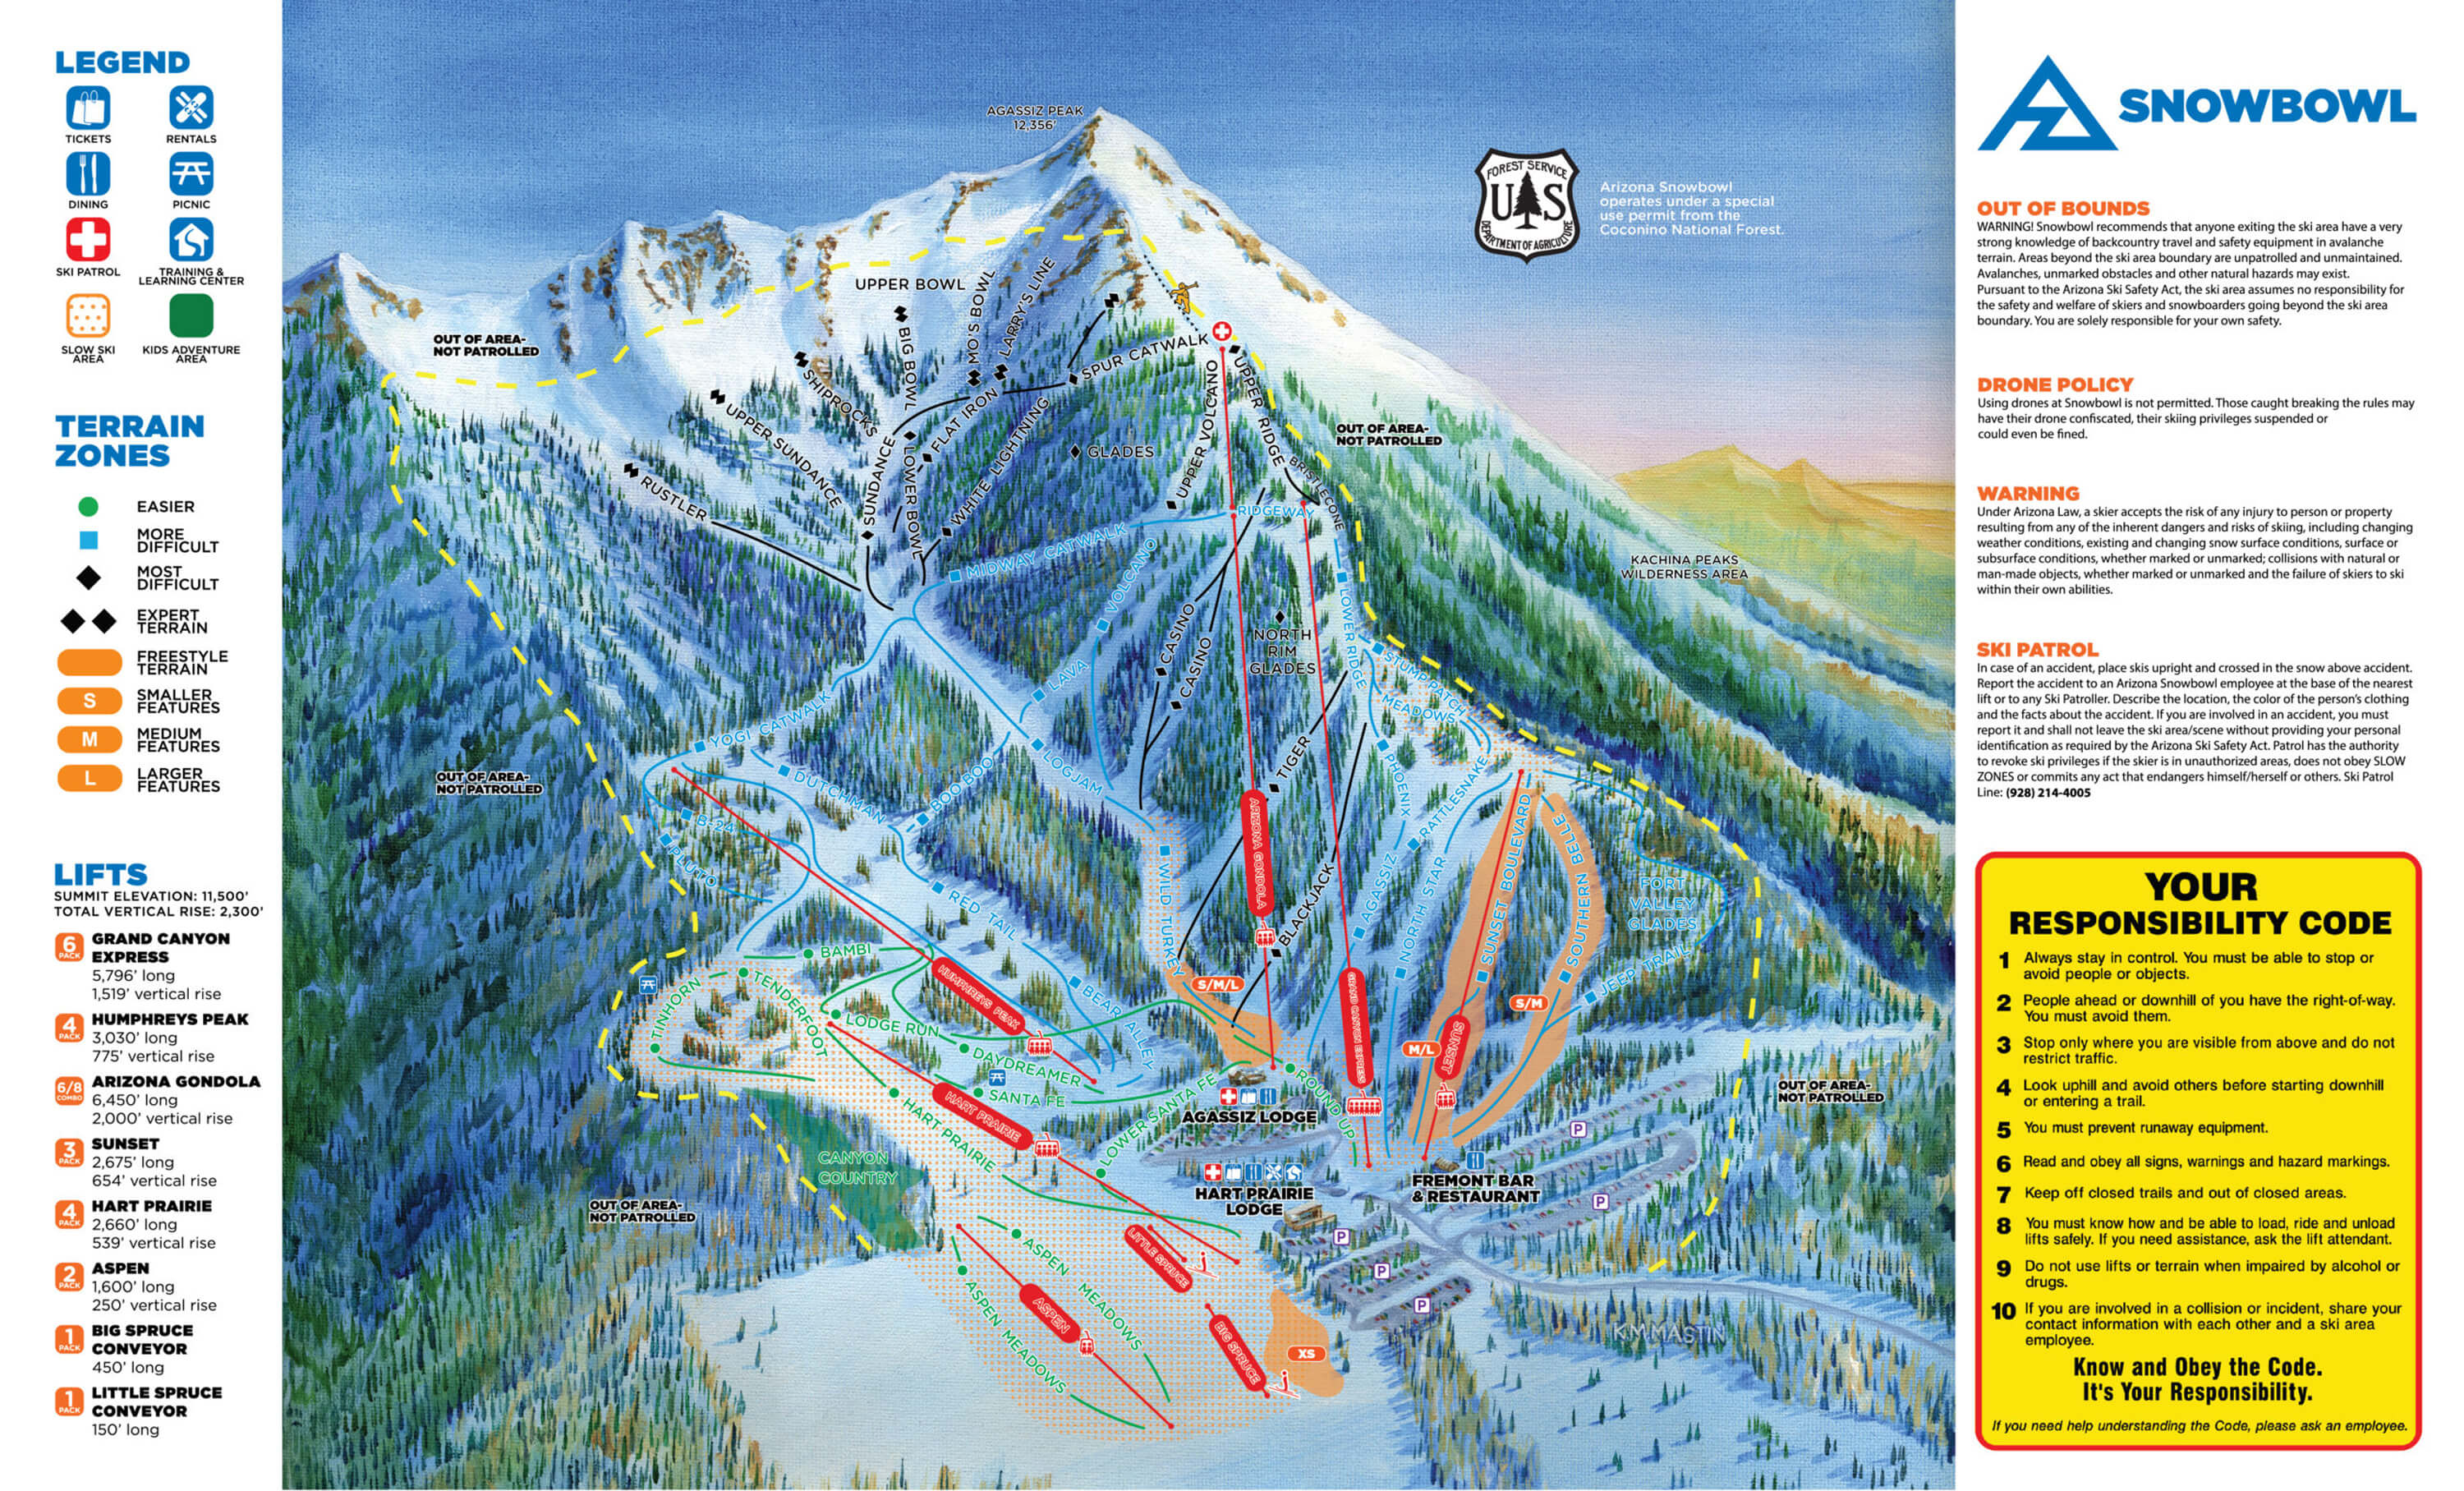 LEGEND
TICKETS
RENTALS
DINING
PICNIC
SKI PATROL
TRAINING &
LEARNING CENTER
SLOW SKI
AREA
KIDS ADVENTURE
AREA
TERRAIN
ZONES
EASIER
MORE
DIFFICULT
MOST
DIFFICULT
EXPERT
TERRAIN
FREESTYLE
TERRAIN
S
SMALLER
FEATURES
M
MEDIUM
FEATURES
L
LARGER
FEATURES
LIFTS
SUMMIT ELEVATION: 11,500'
TOTAL VERTICAL RISE: 2,300'
6
PACK
GRAND CANYON
EXPRESS
5,796' long
1,519' vertical rise
4
PACK
HUMPHREYS PEAK
3,030' long
775' vertical rise
6/8
COMBO
ARIZONA GONDOLA
6,450' long
2,000' vertical rise
3
PACK
SUNSET
2,675' long
654' vertical rise
4
PACK
HART PRAIRIE
2,660' long
539' vertical rise
2
PACK
ASPEN
1,600' long
250' vertical rise
1
PACK
BIG SPRUCE
CONVEYOR
450' long
1
PACK
LITTLE SPRUCE
CONVEYOR
150' long
AGASSIZ PEAK
12,356'
FOREST SERVICE
U S
DEPARTMENT OF AGRICULTURE
Arizona Snowbowl
operates under a special
use permit from the
Coconino National Forest.
OUT OF AREA-
NOT PATROLLED
UPPER BOWL
BIG BOWL
MO'S BOWL
LARRY'S LINE
SPUR CATWALK
SHIPROCKS
UPPER SUNDANCE
RUSTLER
SUNDANCE
LOWER BOWL
FLAT IRON
WHITE LIGHTNING
GLADES
UPPER VOLCANO
UPPER RIDGE
BRISTLECONE
OUT OF AREA-
NOT PATROLLED
RIDGEWAY
MIDWAY CATWALK
VOLCANO
KACHINA PEAKS
WILDERNESS AREA
LOWER RIDGE
CASINO
CASINO
NORTH
RIM
GLADES
STUMP PATCH
MEADOWS
LAVA
YOGI CATWALK
LOGJAM
DUTCHMAN
BOO-BOO
TIGER
PHOENIX
RATTLESNAKE
OUT OF AREA-
NOT PATROLLED
B-24
PLUTO
RED TAIL
WILD TURKEY
ARIZONA GONDOLA
BLACKJACK
AGASSIZ
NORTH STAR
SUNSET BOULEVARD
SOUTHERN BELLE
FORT
VALLEY
GLADES
JEEP TRAIL
BAMBI
TINHORN
TENDERFOOT
HUMPHREYS PEAK
BEAR ALLEY
S/M/L
S/M
M/L
GRAND CANYON EXPRESS
SUNSET
LODGE RUN
DAYDREAMER
SANTA FE
HART PRAIRIE
HART PRAIRIE
LOWER SANTA FE
ROUND UP
AGASSIZ LODGE
OUT OF AREA-
NOT PATROLLED
CANYON
COUNTRY
OUT OF AREA-
NOT PATROLLED
HART PRAIRIE
LODGE
FREMONT BAR
& RESTAURANT
P
P
P
P
P
ASPEN MEADOWS
ASPEN MEADOWS
ASPEN
LITTLE SPRUCE
BIG SPRUCE
XS
K.M.MASTIN
SNOWBOWL
OUT OF BOUNDS
WARNING! Snowbowl recommends that anyone exiting the ski area have a very
strong knowledge of backcountry travel and safety equipment in avalanche
terrain. Areas beyond the ski area boundary are unpatrolled and unmaintained.
Avalanches, unmarked obstacles and other natural hazards may exist.
Pursuant to the Arizona Ski Safety Act, the ski area assumes no responsibility for
the safety and welfare of skiers and snowboarders going beyond the ski area
boundary. You are solely responsible for your own safety.
DRONE POLICY
Using drones at Snowbowl is not permitted. Those caught breaking the rules may
have their drone confiscated, their skiing privileges suspended or
could even be fined.
WARNING
Under Arizona Law, a skier accepts the risk of any injury to person or property
resulting from any of the inherent dangers and risks of skiing, including changing
weather conditions, existing and changing snow surface conditions, surface or
subsurface conditions, whether marked or unmarked; collisions with natural or
man-made objects, whether marked or unmarked and the failure of skiers to ski
within their own abilities.
SKI PATROL
In case of an accident, place skis upright and crossed in the snow above accident.
Report the accident to an Arizona Snowbowl employee at the base of the nearest
lift or to any Ski Patroller. Describe the location, the color of the person's clothing
and the facts about the accident. If you are involved in an accident, you must
report it and shall not leave the ski area/scene without providing your personal
identification as required by the Arizona Ski Safety Act. Patrol has the authority
to revoke ski privileges if the skier is in unauthorized areas, does not obey SLOW
ZONES or commits any act that endangers himself/herself or others. Ski Patrol
Line: (928) 214-4005
YOUR
RESPONSIBILITY CODE
1 Always stay in control. You must be able to stop or
avoid people or objects.
2 People ahead or downhill of you have the right-of-way.
You must avoid them.
3 Stop only where you are visible from above and do not
restrict traffic.
4 Look uphill and avoid others before starting downhill
or entering a trail.
5 You must prevent runaway equipment.
6 Read and obey all signs, warnings and hazard markings.
7 Keep off closed trails and out of closed areas.
8 You must know how and be able to load, ride and unload
lifts safely. If you need assistance, ask the lift attendant.
9 Do not use lifts or terrain when impaired by alcohol or
drugs.
10 If you are involved in a collision or incident, share your
contact information with each other and a ski area
employee.
Know and Obey the Code.
It's Your Responsibility.
If you need help understanding the Code, please ask an employee.